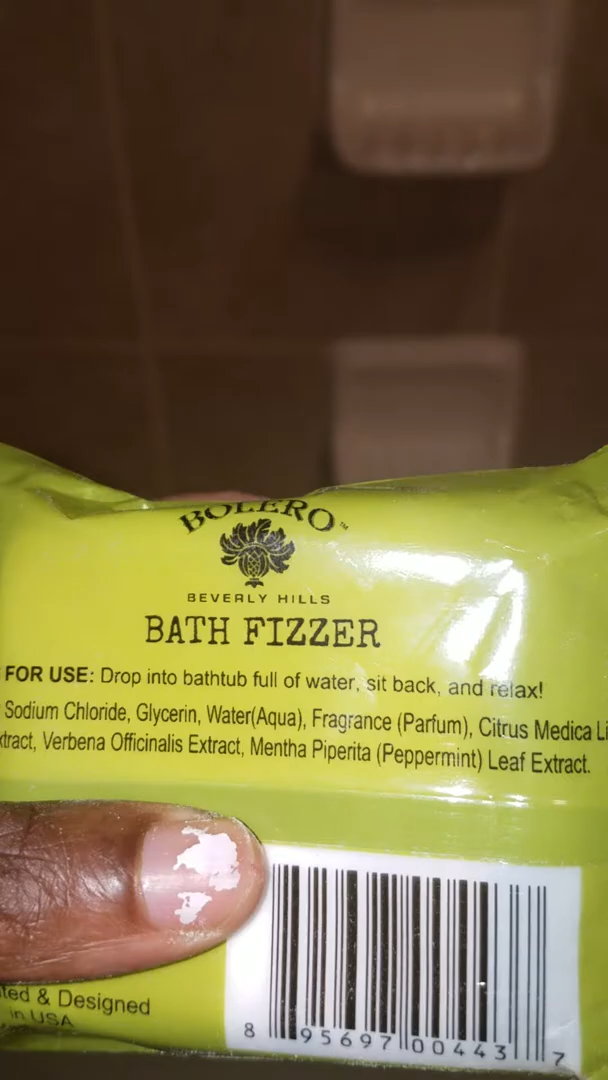 BOLERO™
BEVERLY HILLS
BATH FIZZER
FOR USE: Drop into bathtub full of water, sit back, and relax!
Sodium Chloride, Glycerin, Water(Aqua), Fragrance (Parfum), Citrus Medica
Verbena Officinalis Extract, Mentha Piperita (Peppermint) Leaf Extract.
& Designed
in USA
8 95697 00443 7